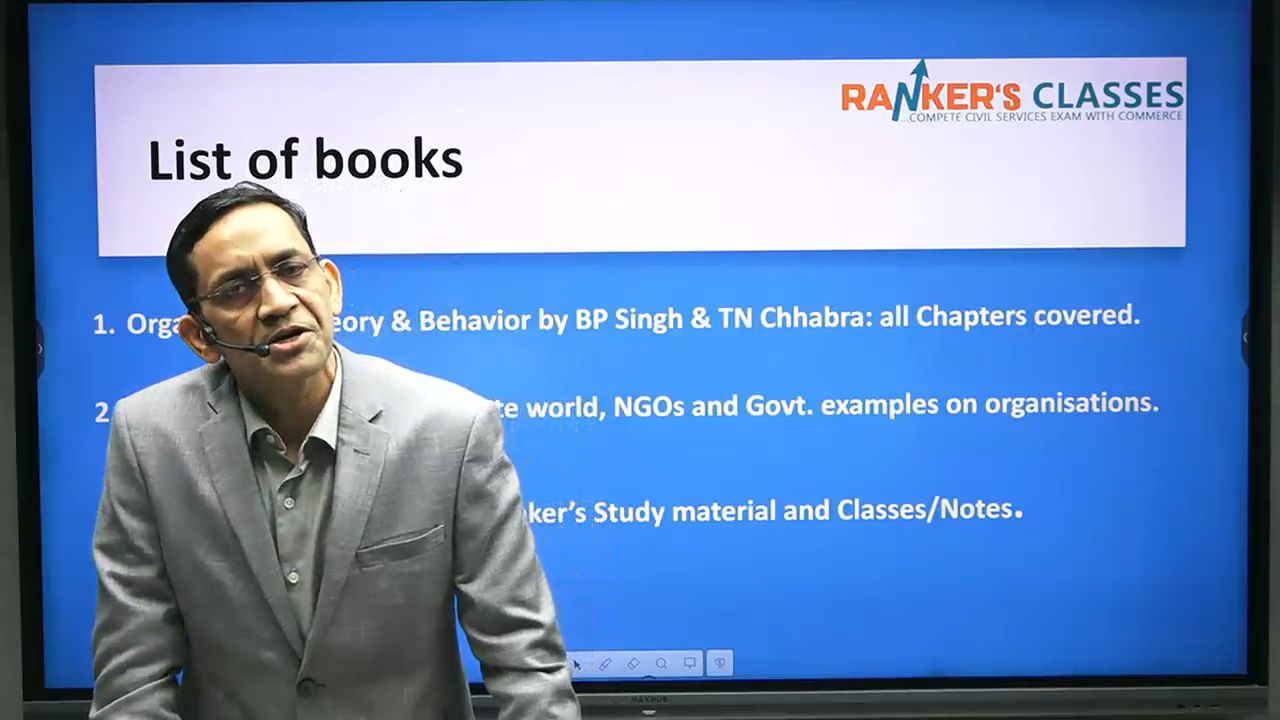 RANKER'S CLASSES
...COMPETE CIVIL SERVICES EXAM WITH COMMERCE
List of books
1. Orga eory & Behavior by BP Singh & TN Chhabra: all Chapters covered.
2 te world, NGOs and Govt. examples on organisations.
ker's Study material and Classes/Notes.
MAXHUB